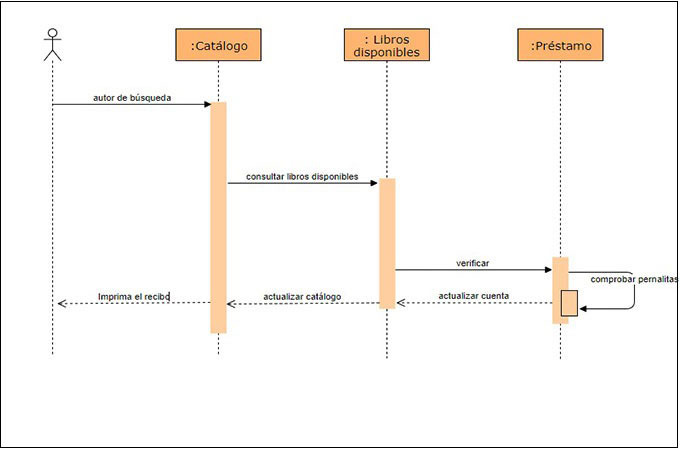 :Catálogo
: Libros
disponibles
:Préstamo
autor de búsqueda
consultar libros disponibles
verificar
comprobar pernalitas
Imprima el recibo
actualizar catálogo
actualizar cuenta